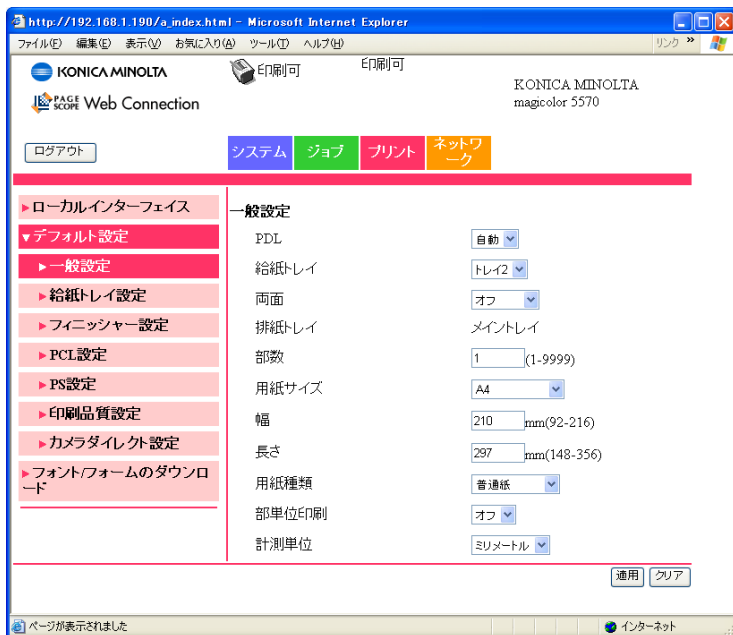 http://192.168.1.190/a_index.html - Microsoft Internet Explorer
ファイル(F) 編集(E) 表示(V) お気に入り(A) ツール(T) ヘルプ(H) リンク »
KONICA MINOLTA
印刷可
印刷可
KONICA MINOLTA
magicolor 5570
PAGE SCOPE Web Connection
ログアウト
システム
ジョブ
プリント
ネットワ
ーク
ローカルインターフェイス
デフォルト設定
一般設定
給紙トレイ設定
フィニッシャー設定
PCL設定
PS設定
印刷品質設定
カメラダイレクト設定
フォント/フォームのダウンロ
ード
一般設定
PDL 自動
給紙トレイ トレイ2
両面 オフ
排紙トレイ メイントレイ
部数 1 (1-9999)
用紙サイズ A4
幅 210 mm(92-216)
長さ 297 mm(148-356)
用紙種類 普通紙
部単位印刷 オフ
計測単位 ミリメートル
適用 クリア
ページが表示されました インターネット